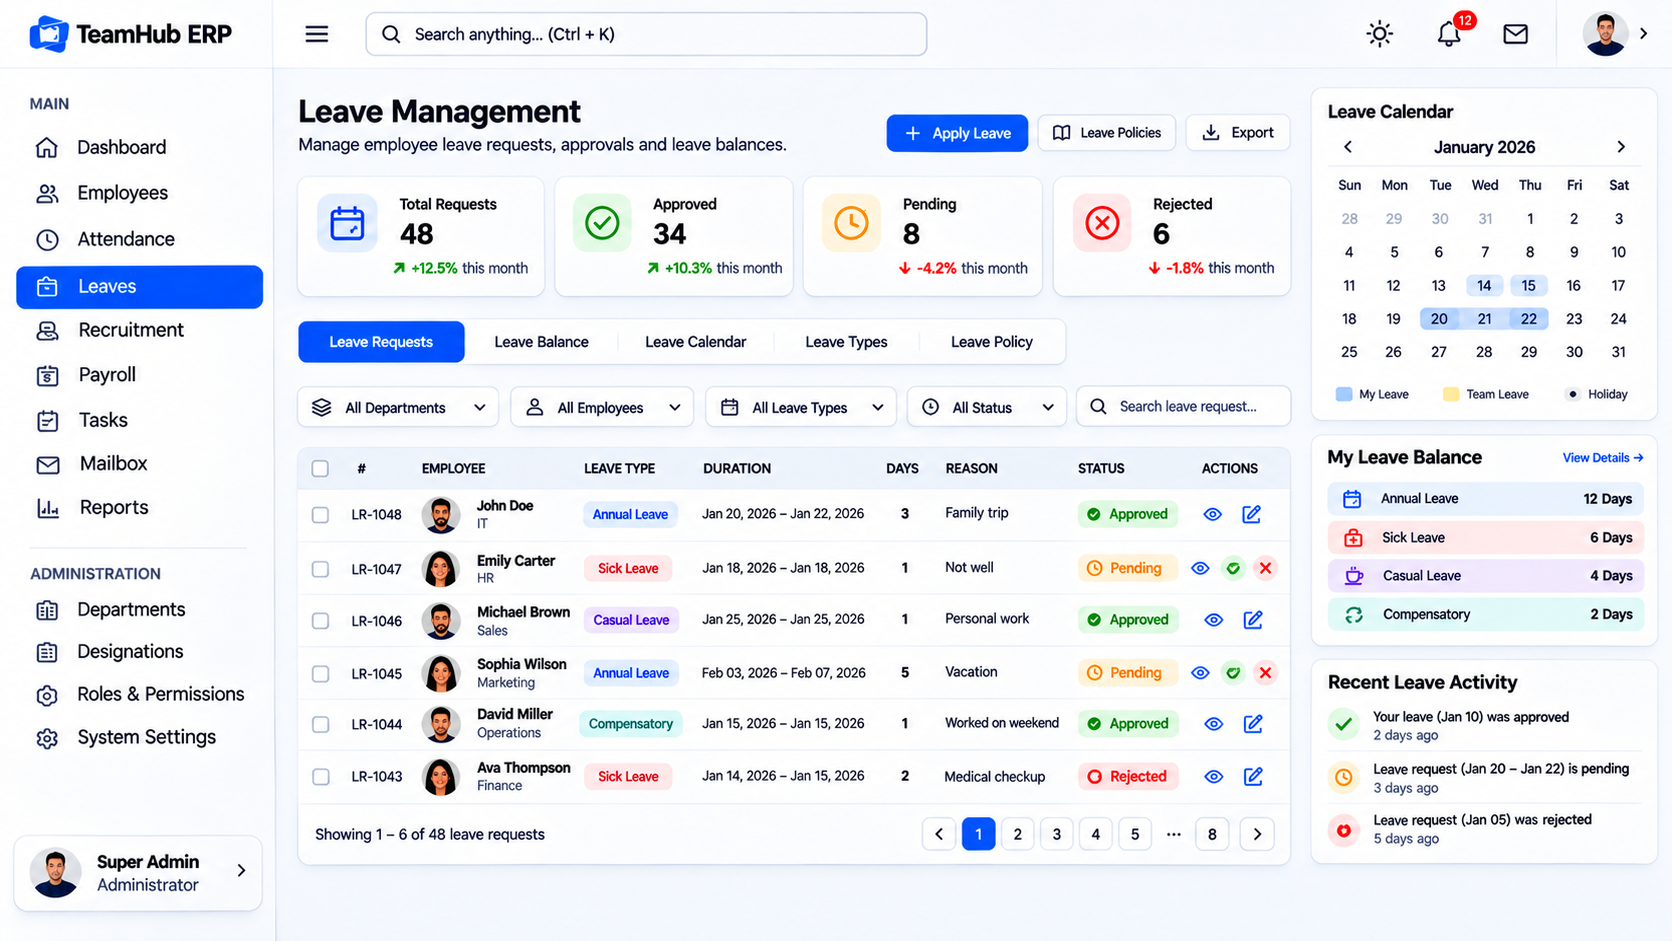 TeamHub ERP
Search anything... (Ctrl + K)
12
MAIN
Dashboard
Employees
Attendance
Leaves
Recruitment
Payroll
Tasks
Mailbox
Reports
ADMINISTRATION
Departments
Designations
Roles & Permissions
System Settings
Super Admin
Administrator
Leave Management
Manage employee leave requests, approvals and leave balances.
Apply Leave
Leave Policies
Export
Total Requests
48
+12.5% this month
Approved
34
+10.3% this month
Pending
8
-4.2% this month
Rejected
6
-1.8% this month
Leave Requests Leave Balance Leave Calendar Leave Types Leave Policy
All Departments All Employees All Leave Types All Status Search leave request...
# EMPLOYEE LEAVE TYPE DURATION DAYS REASON STATUS ACTIONS
LR-1048 John Doe IT Annual Leave Jan 20, 2026 – Jan 22, 2026 3 Family trip Approved
LR-1047 Emily Carter HR Sick Leave Jan 18, 2026 – Jan 18, 2026 1 Not well Pending
LR-1046 Michael Brown Sales Casual Leave Jan 25, 2026 – Jan 25, 2026 1 Personal work Approved
LR-1045 Sophia Wilson Marketing Annual Leave Feb 03, 2026 – Feb 07, 2026 5 Vacation Pending
LR-1044 David Miller Operations Compensatory Jan 15, 2026 – Jan 15, 2026 1 Worked on weekend Approved
LR-1043 Ava Thompson Finance Sick Leave Jan 14, 2026 – Jan 15, 2026 2 Medical checkup Rejected
Showing 1 – 6 of 48 leave requests
1 2 3 4 5 ... 8
Leave Calendar
January 2026
Sun Mon Tue Wed Thu Fri Sat
28 29 30 31 1 2 3
4 5 6 7 8 9 10
11 12 13 14 15 16 17
18 19 20 21 22 23 24
25 26 27 28 29 30 31
My Leave Team Leave Holiday
My Leave Balance
View Details →
Annual Leave 12 Days
Sick Leave 6 Days
Casual Leave 4 Days
Compensatory 2 Days
Recent Leave Activity
Your leave (Jan 10) was approved
2 days ago
Leave request (Jan 20 – Jan 22) is pending
3 days ago
Leave request (Jan 05) was rejected
5 days ago